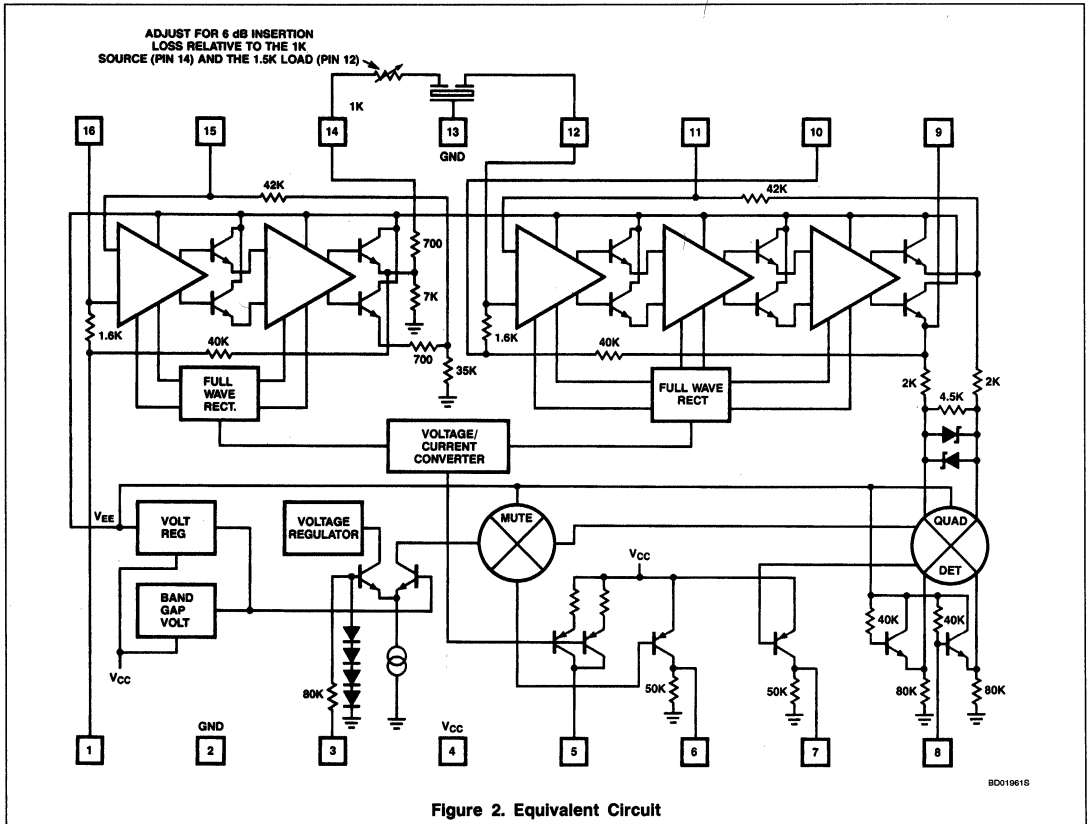 ADJUST FOR 6 dB INSERTION
LOSS RELATIVE TO THE 1K
SOURCE (PIN 14) AND THE 1.5K LOAD (PIN 12)
1K
16
15
14
13
12
11
10
9
GND
42K
42K
700
7K
1.6K
40K
700
35K
1.6K
40K
2K
2K
4.5K
FULL
WAVE
RECT.
FULL WAVE
RECT
VOLTAGE/
CURRENT
CONVERTER
VEE
VOLT
REG
VOLTAGE
REGULATOR
MUTE
QUAD
DET
VCC
BAND
GAP
VOLT
VCC
40K
40K
80K
50K
50K
80K
80K
GND
VCC
1
2
3
4
5
6
7
8
BD01961S
Figure 2. Equivalent Circuit